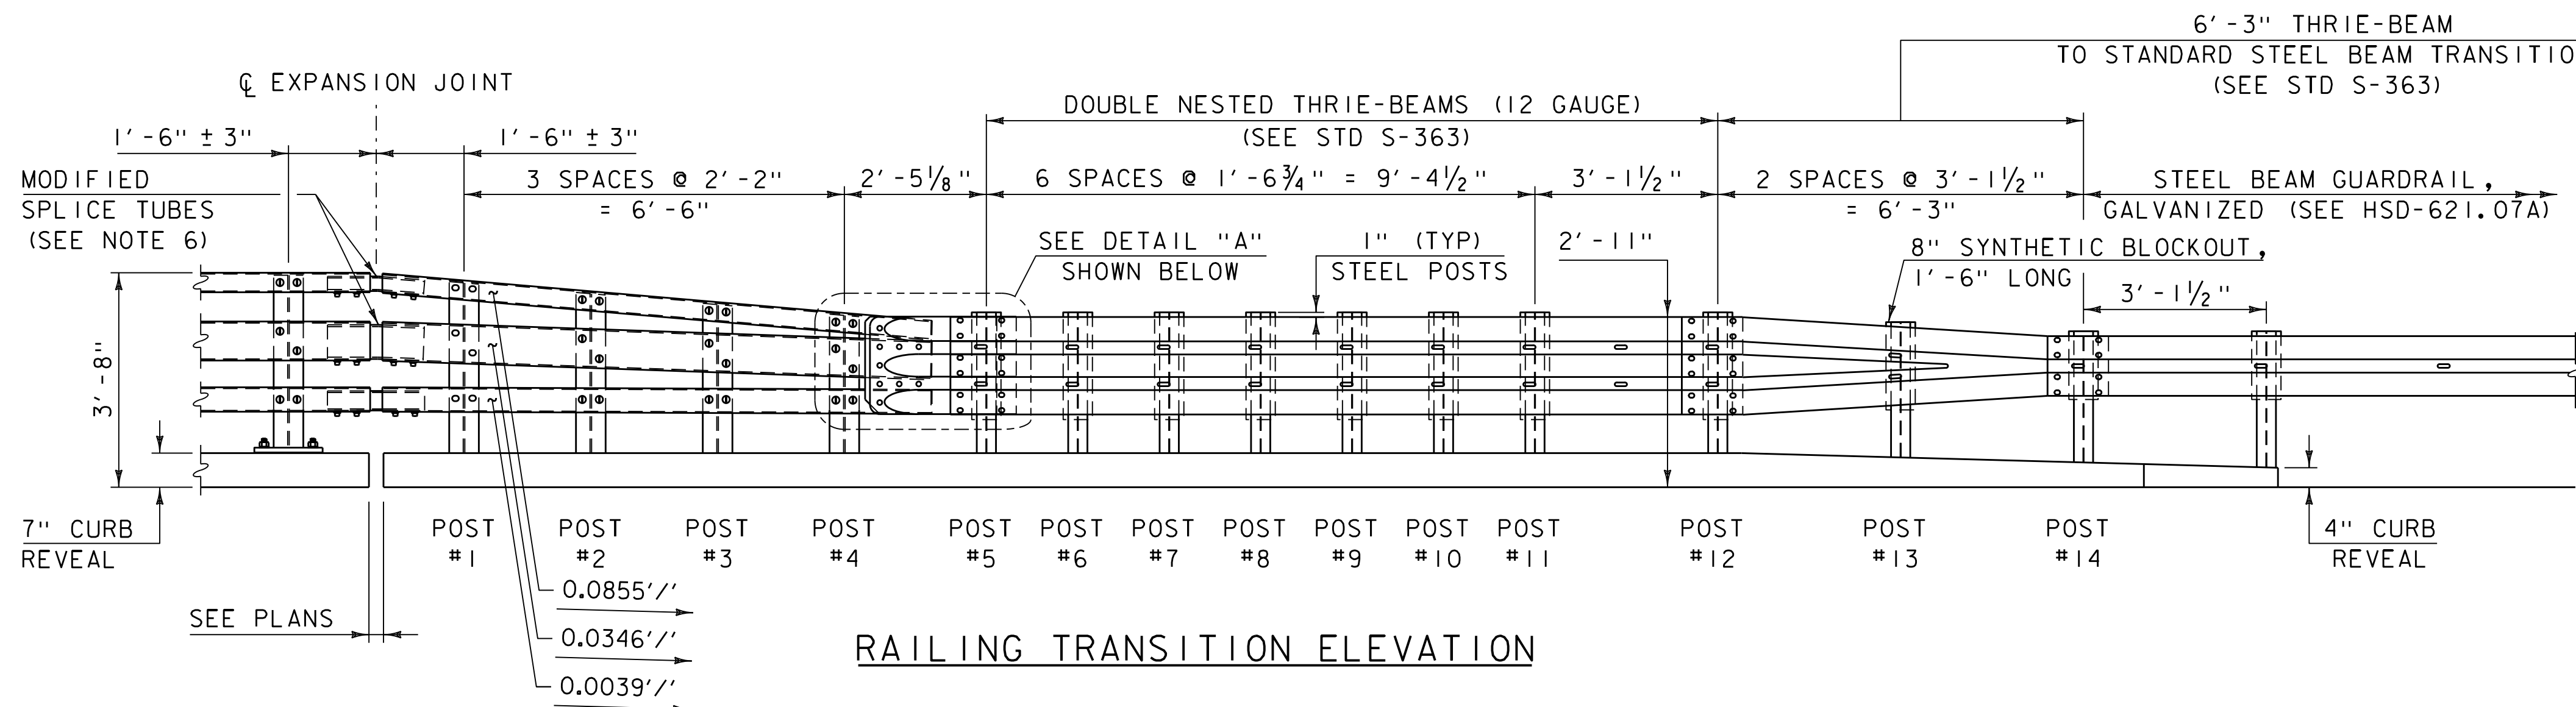 6'-3" THRIE-BEAM
TO STANDARD STEEL BEAM TRANSITIO
(SEE STD S-363)
℄ EXPANSION JOINT
DOUBLE NESTED THRIE-BEAMS (12 GAUGE)
(SEE STD S-363)
1'-6" ± 3"
1'-6" ± 3"
MODIFIED
SPLICE TUBES
(SEE NOTE 6)
3 SPACES @ 2'-2"
= 6'-6"
2'-5⅛"
6 SPACES @ 1'-6¾" = 9'-4½"
3'-1½"
2 SPACES @ 3'-1½"
= 6'-3"
STEEL BEAM GUARDRAIL,
GALVANIZED (SEE HSD-621.07A)
SEE DETAIL "A"
SHOWN BELOW
1" (TYP)
STEEL POSTS
2'-11"
8" SYNTHETIC BLOCKOUT,
1'-6" LONG
3'-1½"
3'-8"
7" CURB
REVEAL
POST
#1
POST
#2
POST
#3
POST
#4
POST
#5
POST
#6
POST
#7
POST
#8
POST
#9
POST
#10
POST
#11
POST
#12
POST
#13
POST
#14
4" CURB
REVEAL
SEE PLANS
0.0855'/'
0.0346'/'
0.0039'/'
RAILING TRANSITION ELEVATION